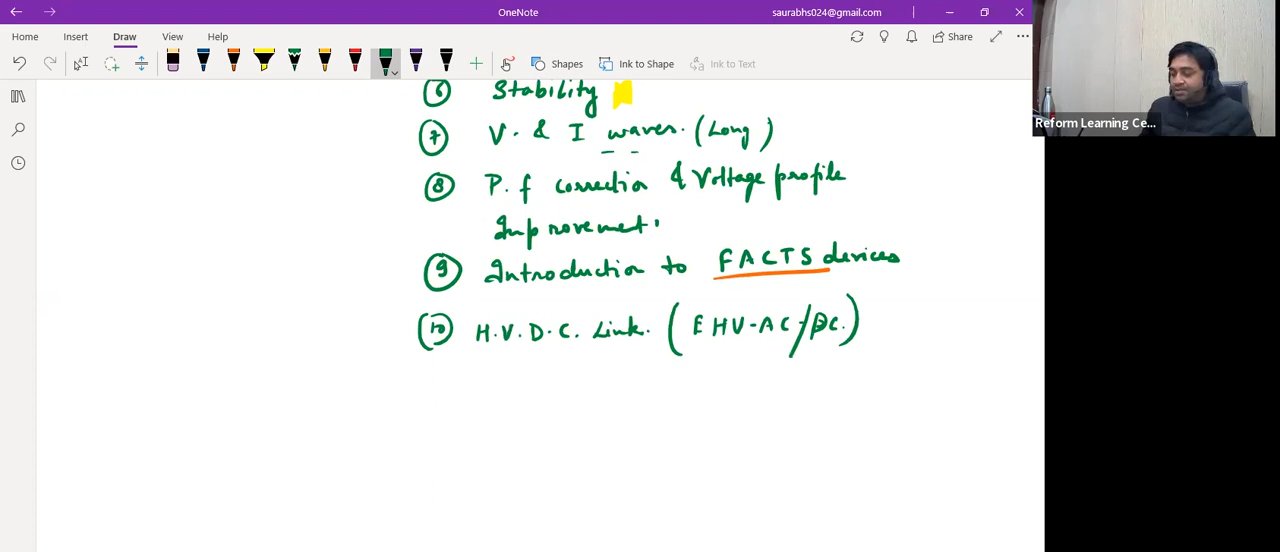 OneNote
saurabhs024@gmail.com
Home Insert Draw View Help
Share
Shapes Ink to Shape Ink to Text
Reform Learning Ce...
6 Stability
7 V. & I waves. (Long)
8 P.f correction & Voltage profile
Improvemet.
9 Introduction to FACTS devices
10 H.V.D.C. Link. (EHV-AC/DC.)